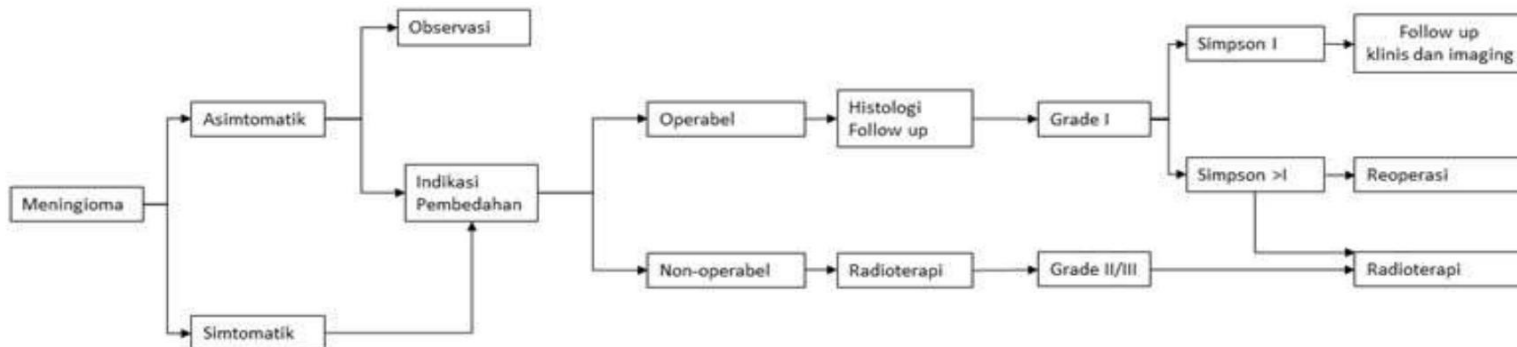 Observasi
Simpson I
Follow up
klinis dan imaging
Asimtomatik
Operabel
Histologi
Follow up
Grade I
Meningioma
Indikasi
Pembedahan
Simpson >I
Reoperasi
Non-operabel
Radioterapi
Grade II/III
Radioterapi
Simtomatik